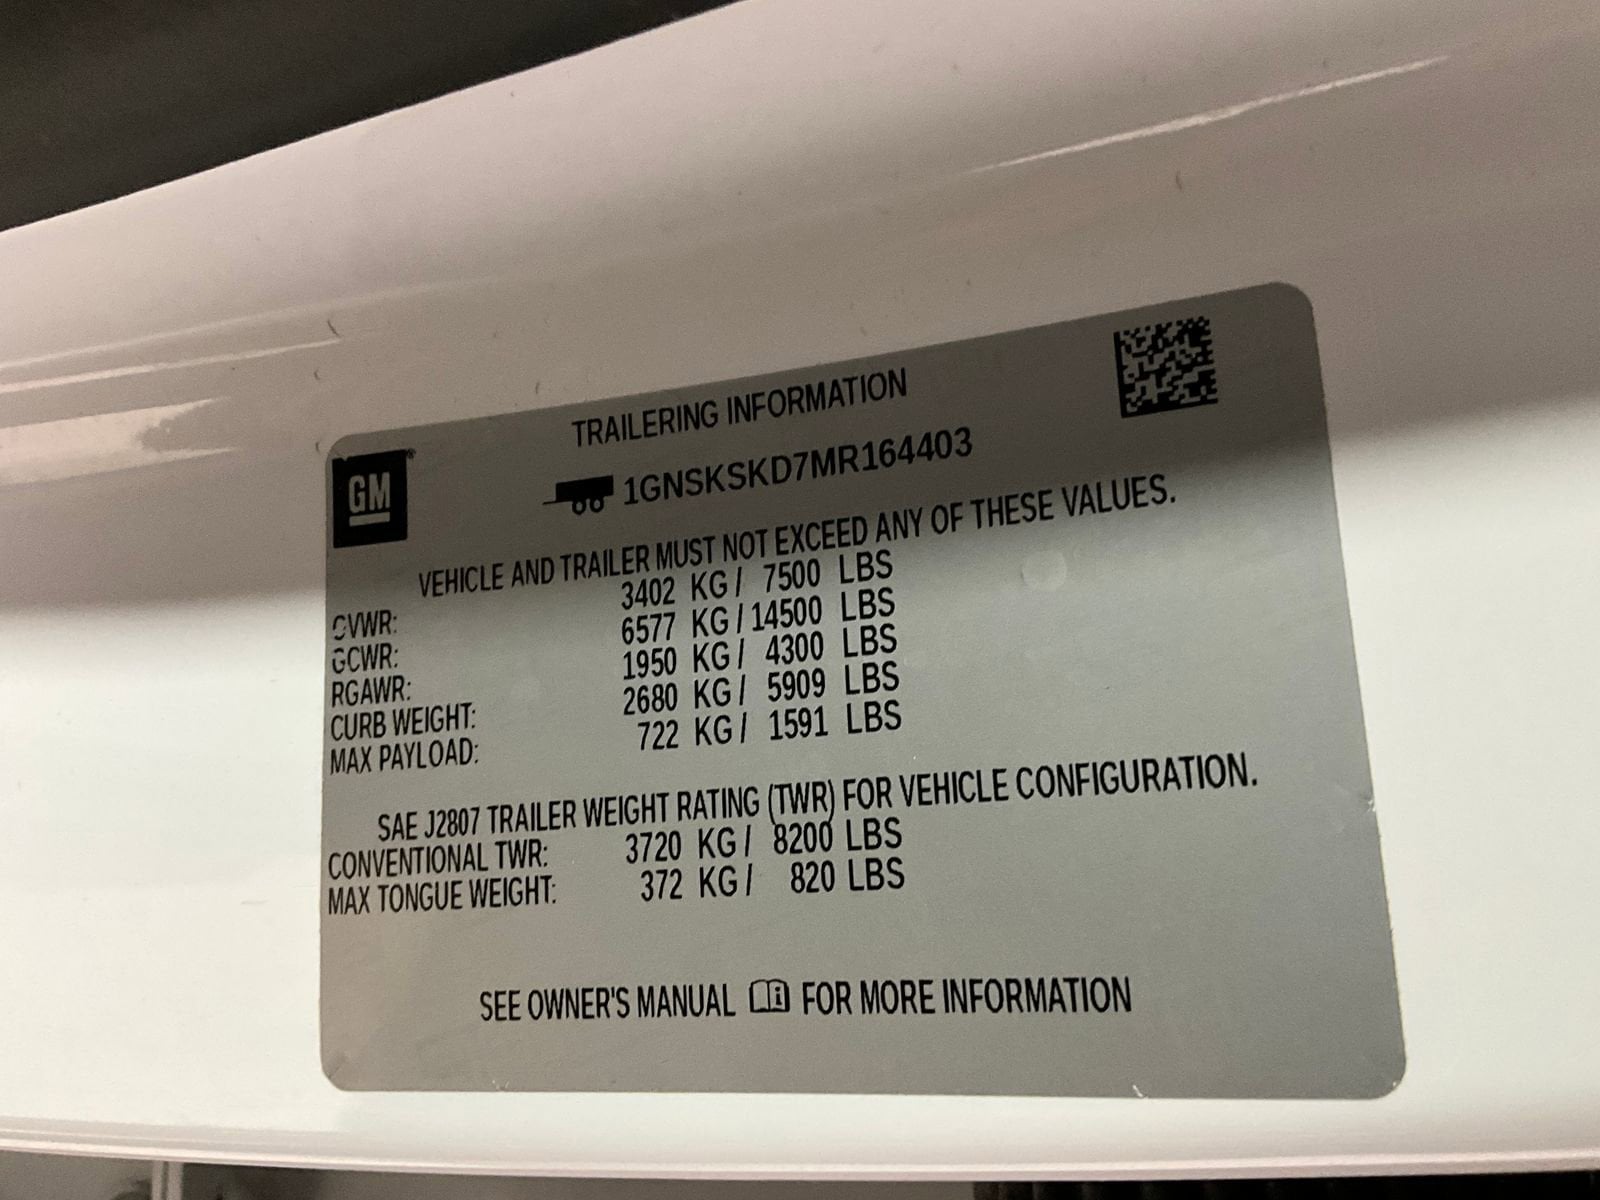 TRAILERING INFORMATION
GM
1GNSKSKD7MR164403
VEHICLE AND TRAILER MUST NOT EXCEED ANY OF THESE VALUES.
GVWR: 3402 KG / 7500 LBS
GCWR: 6577 KG / 14500 LBS
RGAWR: 1950 KG / 4300 LBS
CURB WEIGHT: 2680 KG / 5909 LBS
MAX PAYLOAD: 722 KG / 1591 LBS
SAE J2807 TRAILER WEIGHT RATING (TWR) FOR VEHICLE CONFIGURATION.
CONVENTIONAL TWR: 3720 KG / 8200 LBS
MAX TONGUE WEIGHT: 372 KG / 820 LBS
SEE OWNER'S MANUAL i FOR MORE INFORMATION